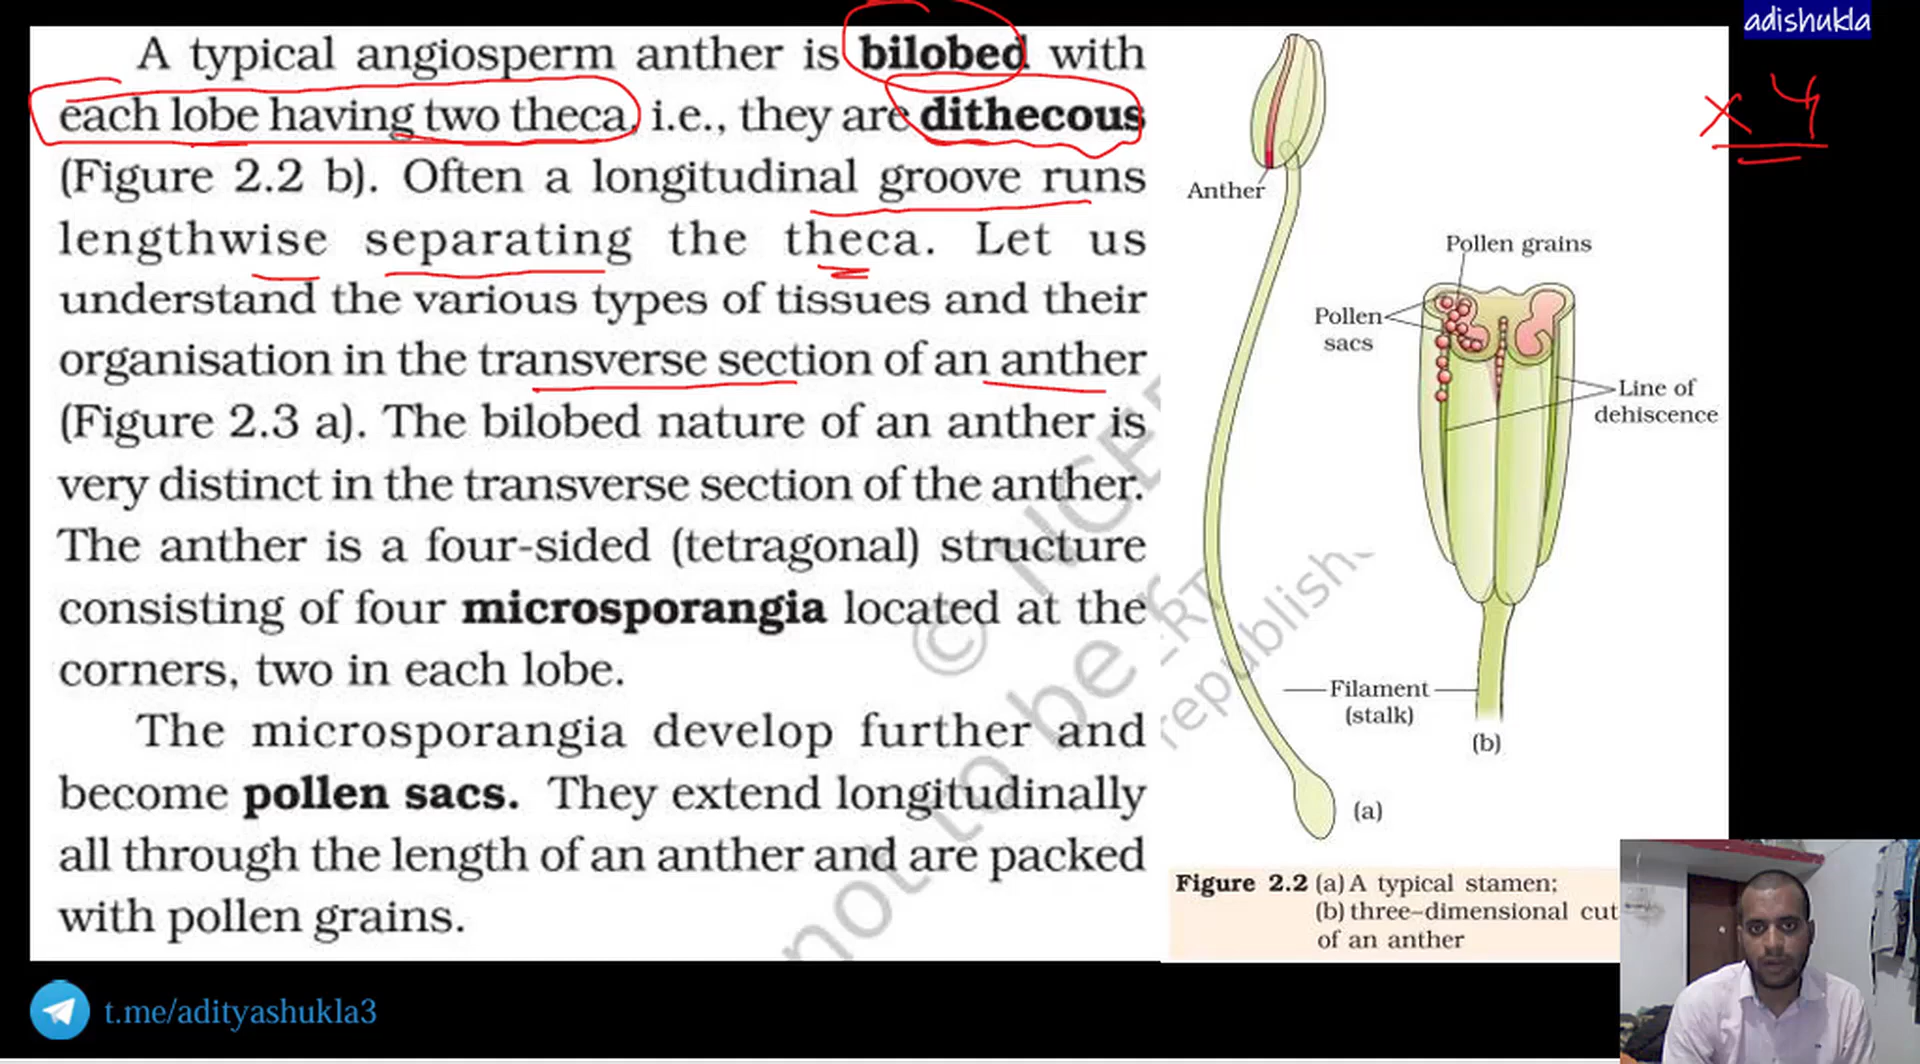 adishukla
A typical angiosperm anther is bilobed with
each lobe having two theca, i.e., they are dithecous
(Figure 2.2 b). Often a longitudinal groove runs
lengthwise separating the theca. Let us
understand the various types of tissues and their
organisation in the transverse section of an anther
(Figure 2.3 a). The bilobed nature of an anther is
very distinct in the transverse section of the anther.
The anther is a four-sided (tetragonal) structure
consisting of four microsporangia located at the
corners, two in each lobe.
The microsporangia develop further and
become pollen sacs. They extend longitudinally
all through the length of an anther and are packed
with pollen grains.
× 4
Anther
Pollen grains
Pollen
sacs
Line of
dehiscence
Filament
(stalk)
(b)
(a)
Figure 2.2 (a) A typical stamen;
(b) three–dimensional cut
of an anther
© NCE
not to be
republish
t.me/adityashukla3